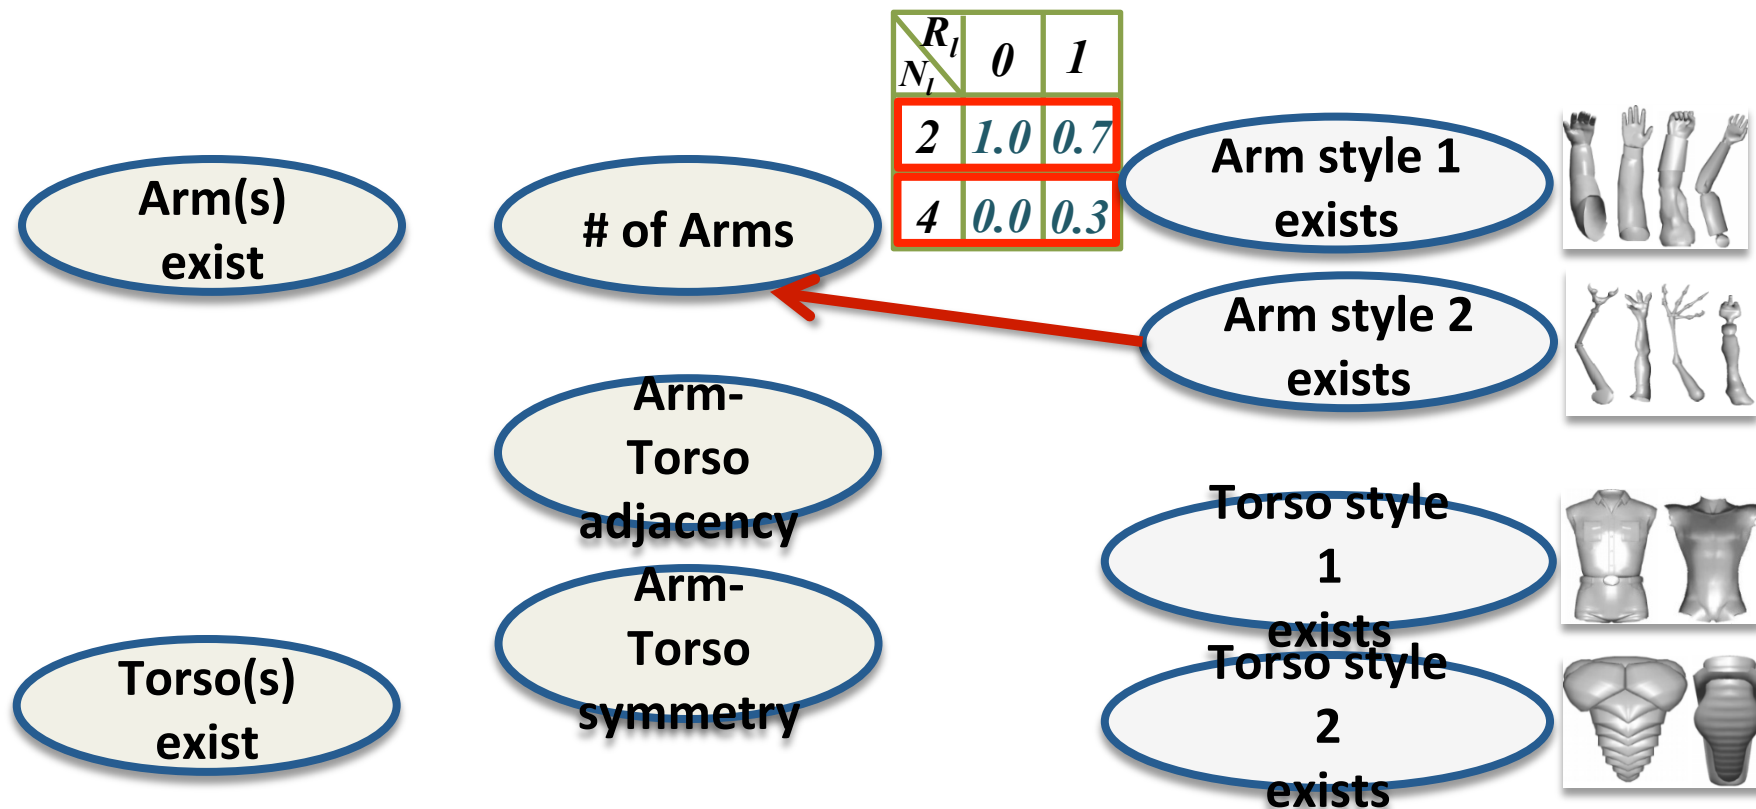 R_l 0 1
N_l
2 1.0 0.7
4 0.0 0.3
Arm(s)
exist
# of Arms
Arm style 1
exists
Arm style 2
exists
Arm-
Torso
adjacency
Arm-
Torso
symmetry
Torso style
1
exists
Torso style
2
exists
Torso(s)
exist